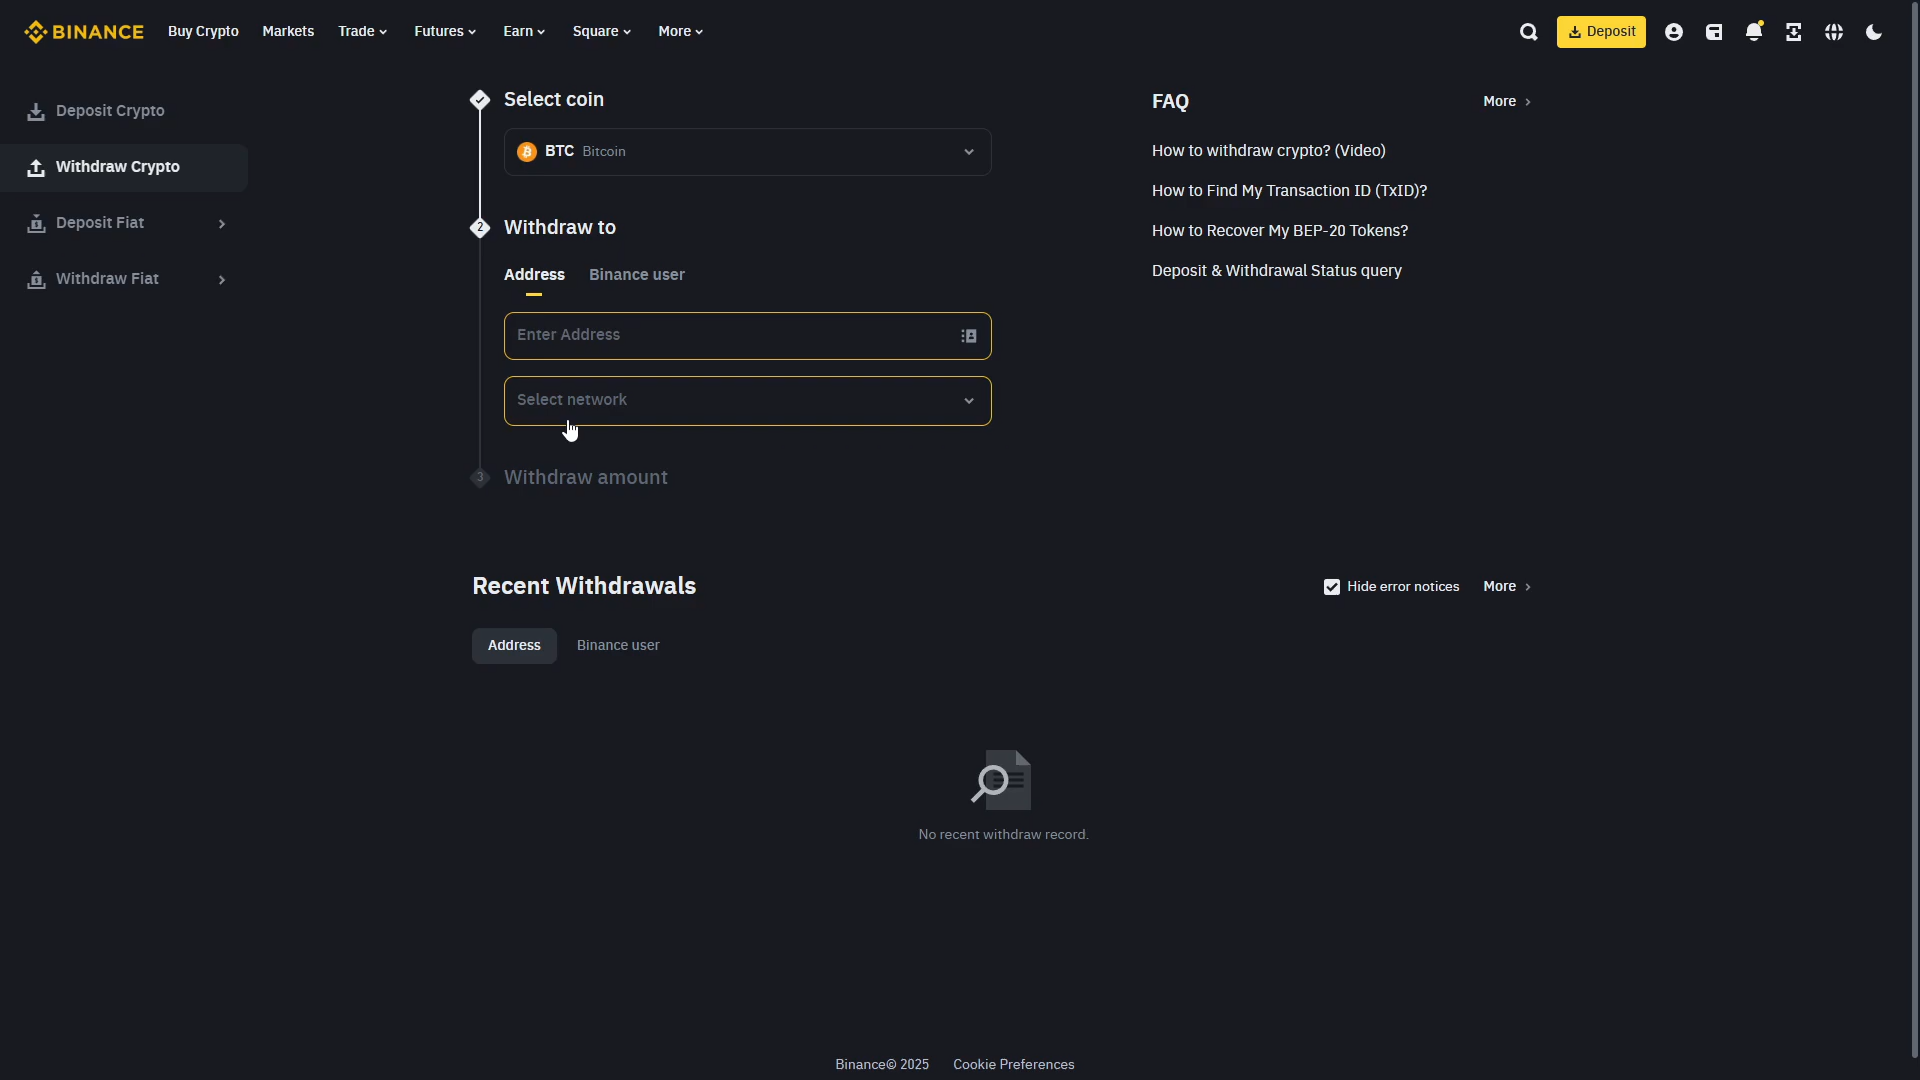 BINANCE Buy Crypto Markets Trade Futures Earn Square More Deposit
Deposit Crypto
Withdraw Crypto
Deposit Fiat
Withdraw Fiat
Select coin
BTC Bitcoin
2 Withdraw to
Address Binance user
Enter Address
Select network
3 Withdraw amount
FAQ More
How to withdraw crypto? (Video)
How to Find My Transaction ID (TxID)?
How to Recover My BEP-20 Tokens?
Deposit & Withdrawal Status query
Recent Withdrawals Hide error notices More
Address Binance user
No recent withdraw record.
Binance© 2025 Cookie Preferences